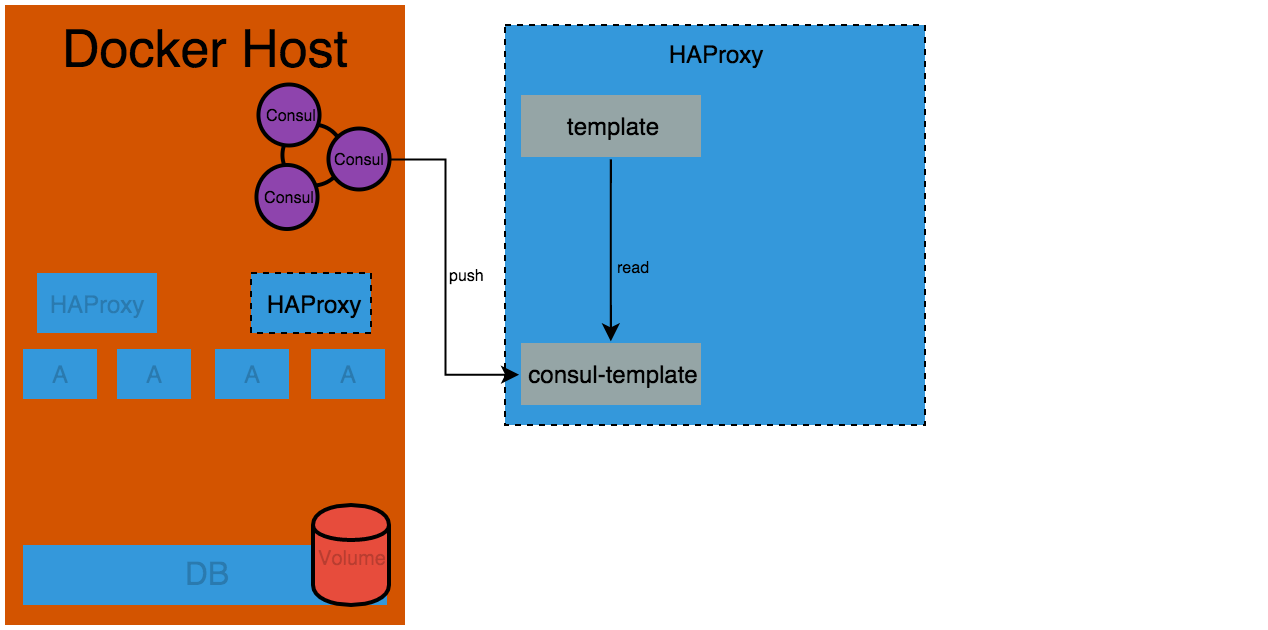 Docker Host
Consul
Consul
Consul
HAProxy
HAProxy
A
A
A
A
DB
Volume
push
HAProxy
template
read
consul-template